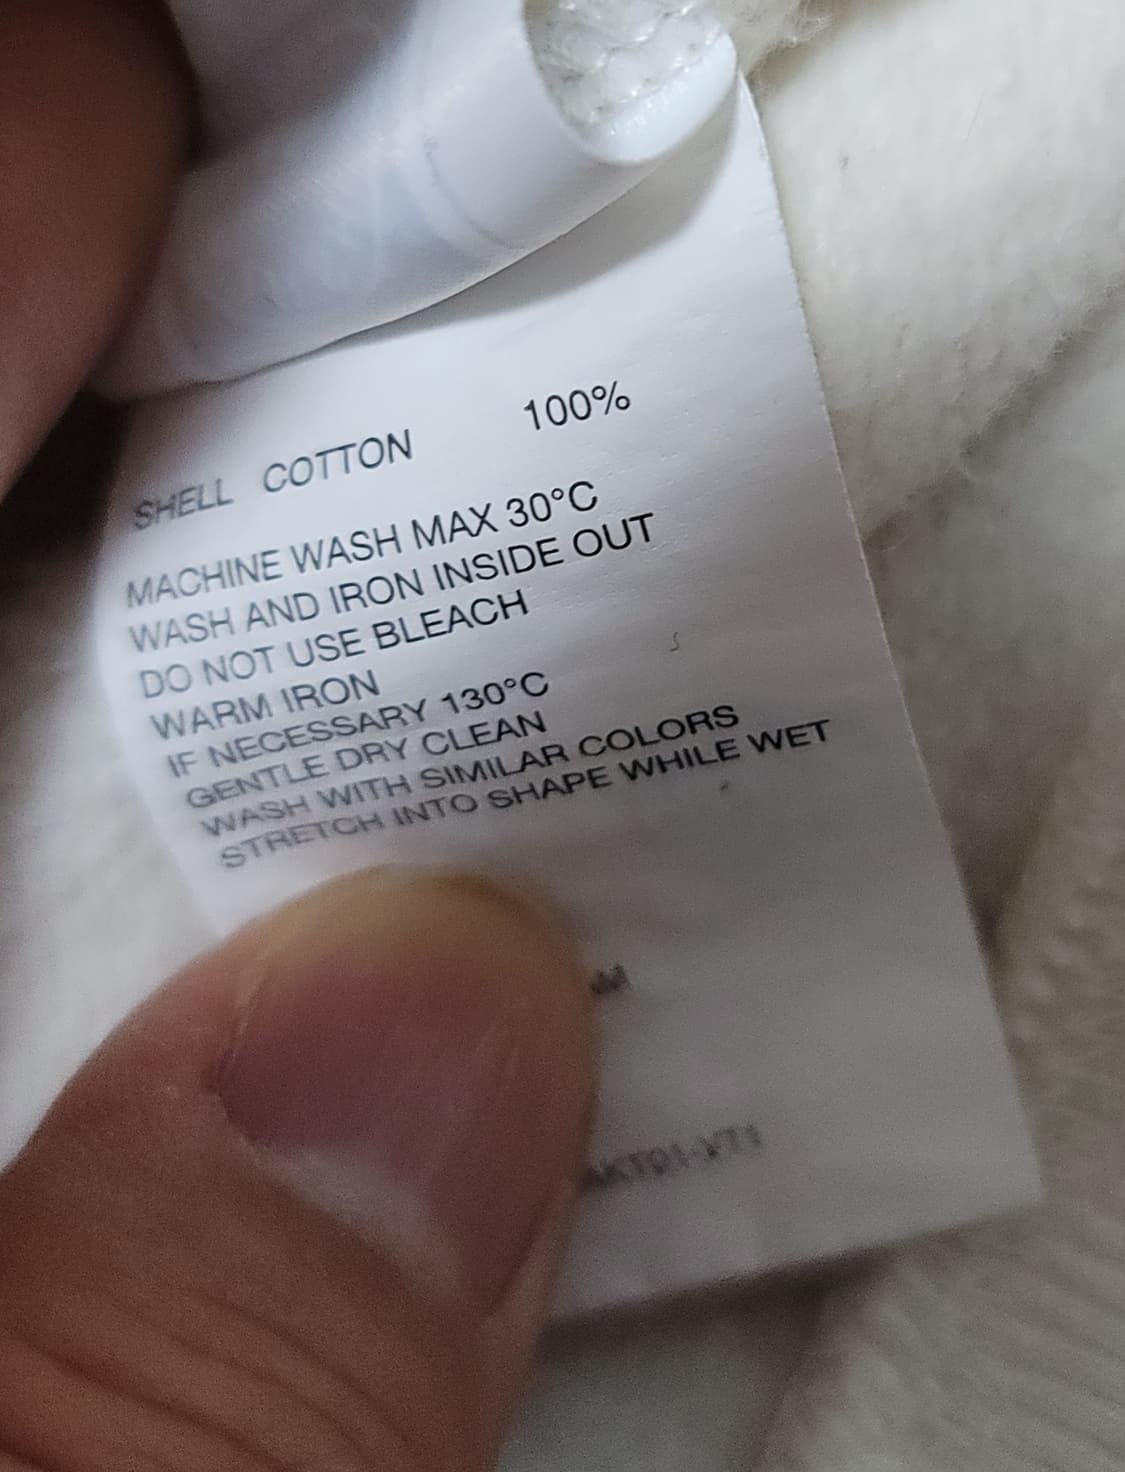 SHELL COTTON 100%
MACHINE WASH MAX 30°C
WASH AND IRON INSIDE OUT
DO NOT USE BLEACH
WARM IRON
IF NECESSARY 130°C
GENTLE DRY CLEAN
WASH WITH SIMILAR COLORS
STRETCH INTO SHAPE WHILE WET